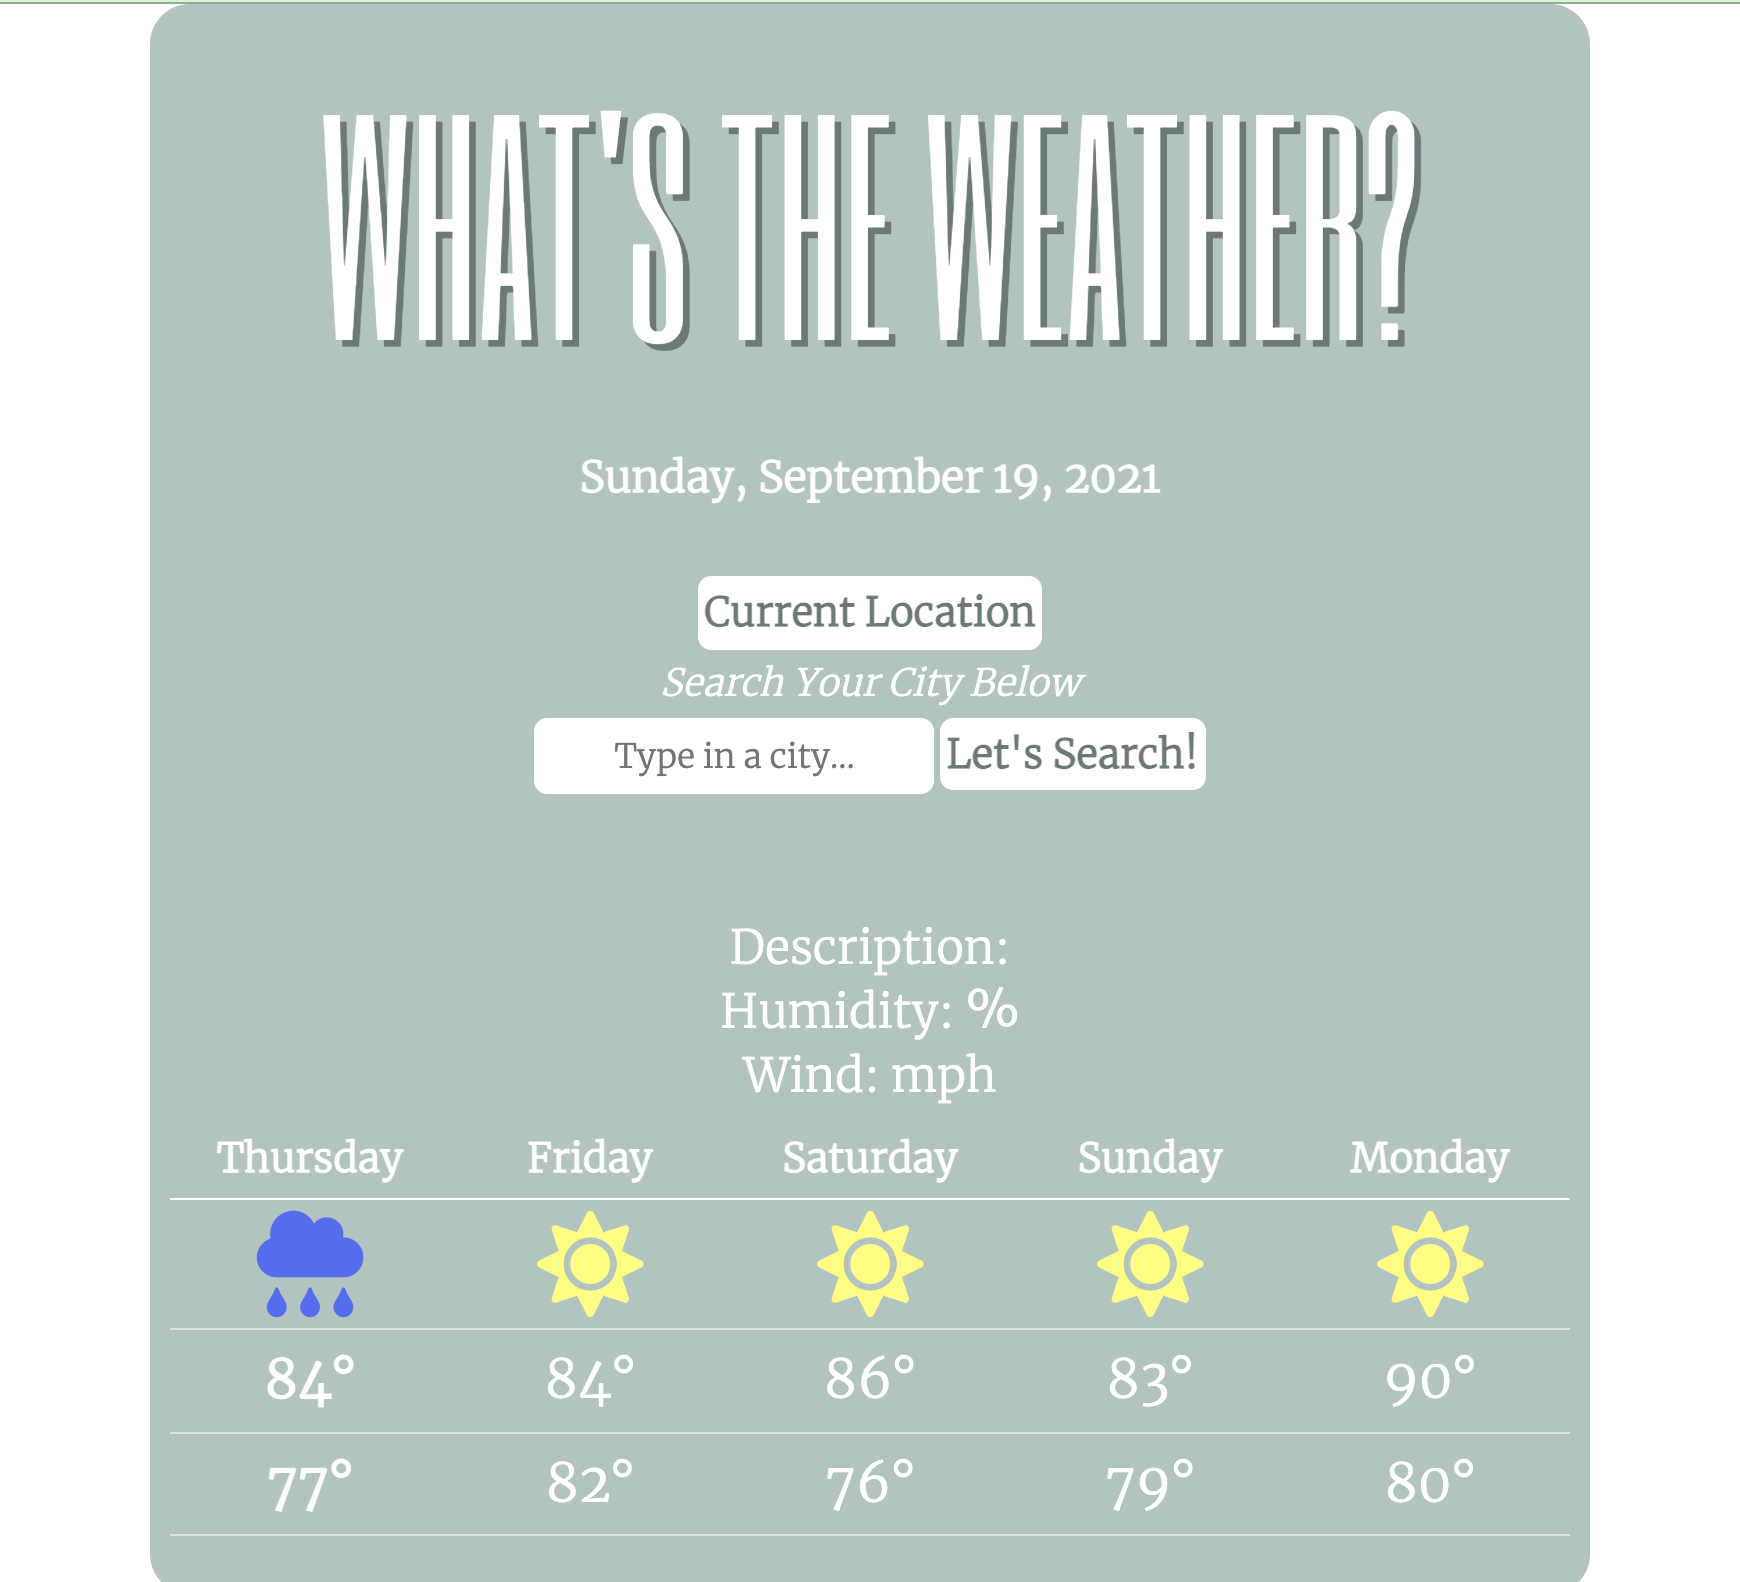 WHAT'S THE WEATHER?
Sunday, September 19, 2021
Current Location
Search Your City Below
Type in a city... Let's Search!
Description:
Humidity: %
Wind: mph
Thursday Friday Saturday Sunday Monday
84° 84° 86° 83° 90°
77° 82° 76° 79° 80°